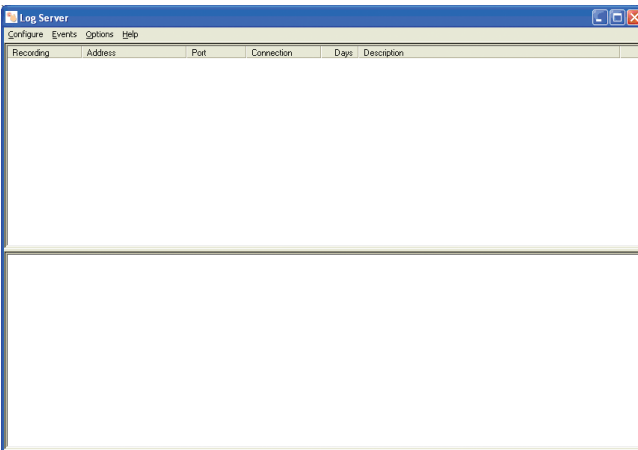 Log Server
Configure Events Options Help
Recording Address Port Connection Days Description